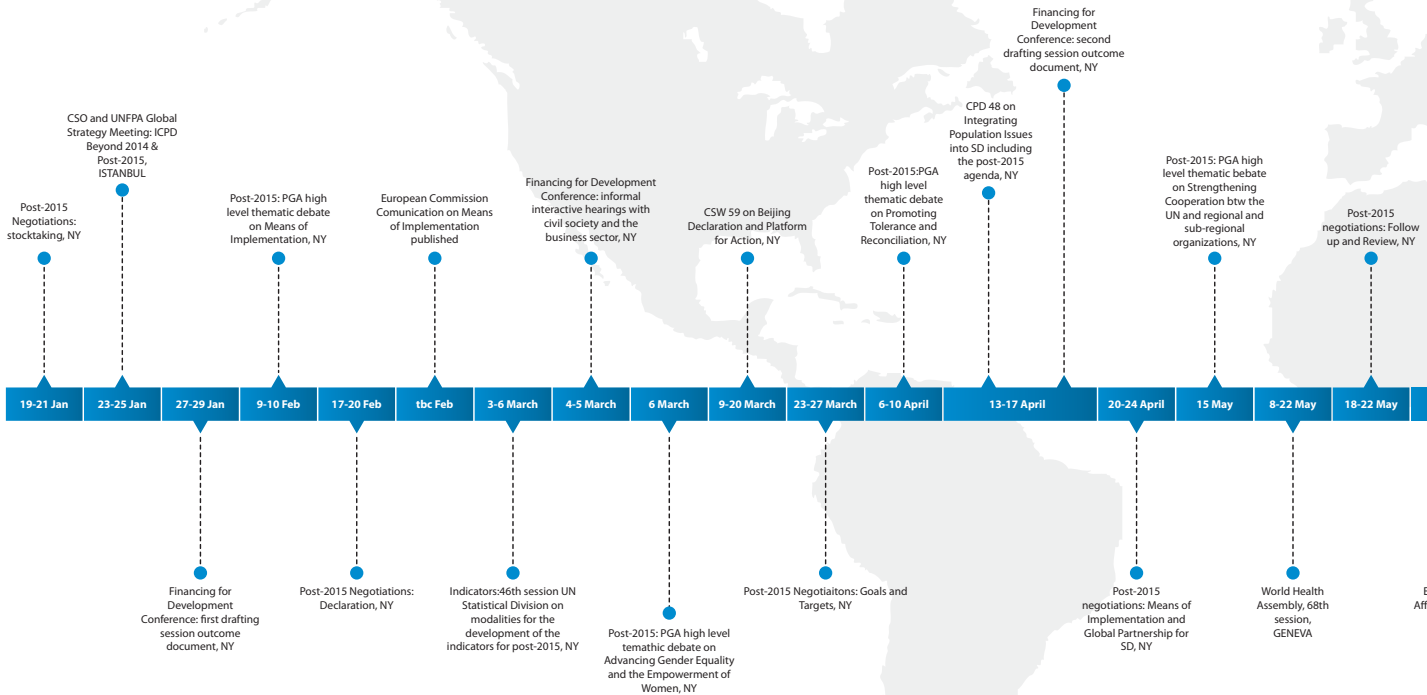 Financing for
Development
Conference: second
drafting session outcome
document, NY
CSO and UNFPA Global
Strategy Meeting: ICPD
Beyond 2014 &
Post-2015,
ISTANBUL
CPD 48 on
Integrating
Population Issues
into SD including
the post-2015
agenda, NY
Post-2015
Negotiations:
stocktaking, NY
Post-2015: PGA high
level thematic debate
on Means of
Implementation, NY
European Commission
Comunication on Means
of Implementation
published
Financing for Development
Conference: informal
interactive hearings with
civil society and the
business sector, NY
CSW 59 on Beijing
Declaration and Platform
for Action, NY
Post-2015:PGA
high level
thematic debate
on Promoting
Tolerance and
Reconciliation, NY
Post-2015: PGA high
level thematic bebate
on Strengthening
Cooperation btw the
UN and regional and
sub-regional
organizations, NY
Post-2015
negotiations: Follow
up and Review, NY
19-21 Jan
23-25 Jan
27-29 Jan
9-10 Feb
17-20 Feb
tbc Feb
3-6 March
4-5 March
6 March
9-20 March
23-27 March
6-10 April
13-17 April
20-24 April
15 May
8-22 May
18-22 May
Financing for
Development
Conference: first drafting
session outcome
document, NY
Post-2015 Negotiations:
Declaration, NY
Indicators:46th session UN
Statistical Division on
modalities for the
development of the
indicators for post-2015, NY
Post-2015: PGA high level
temathic debate on
Advancing Gender Equality
and the Empowerment of
Women, NY
Post-2015 Negotiaitons: Goals and
Targets, NY
Post-2015
negotiations: Means of
Implementation and
Global Partnership for
SD, NY
World Health
Assembly, 68th
session,
GENEVA